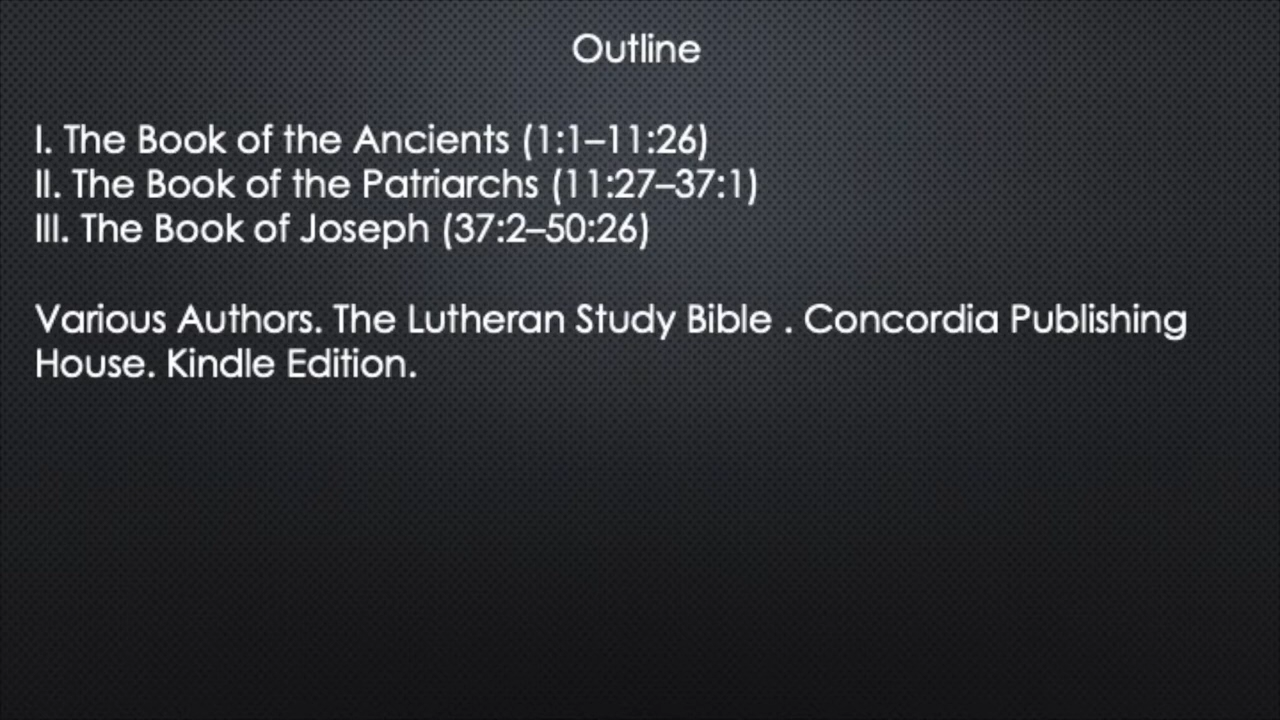 Outline
I. The Book of the Ancients (1:1–11:26)
II. The Book of the Patriarchs (11:27–37:1)
III. The Book of Joseph (37:2–50:26)
Various Authors. The Lutheran Study Bible . Concordia Publishing
House. Kindle Edition.